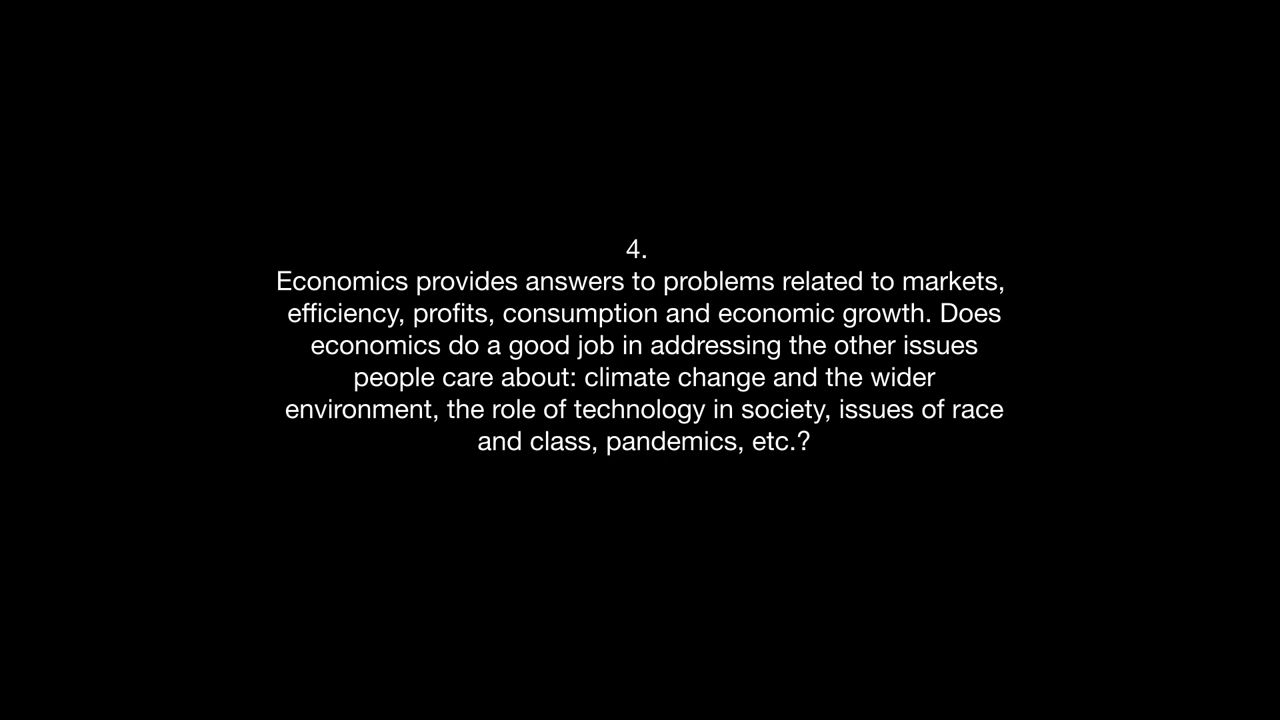 4.
Economics provides answers to problems related to markets,
efficiency, profits, consumption and economic growth. Does
economics do a good job in addressing the other issues
people care about: climate change and the wider
environment, the role of technology in society, issues of race
and class, pandemics, etc.?